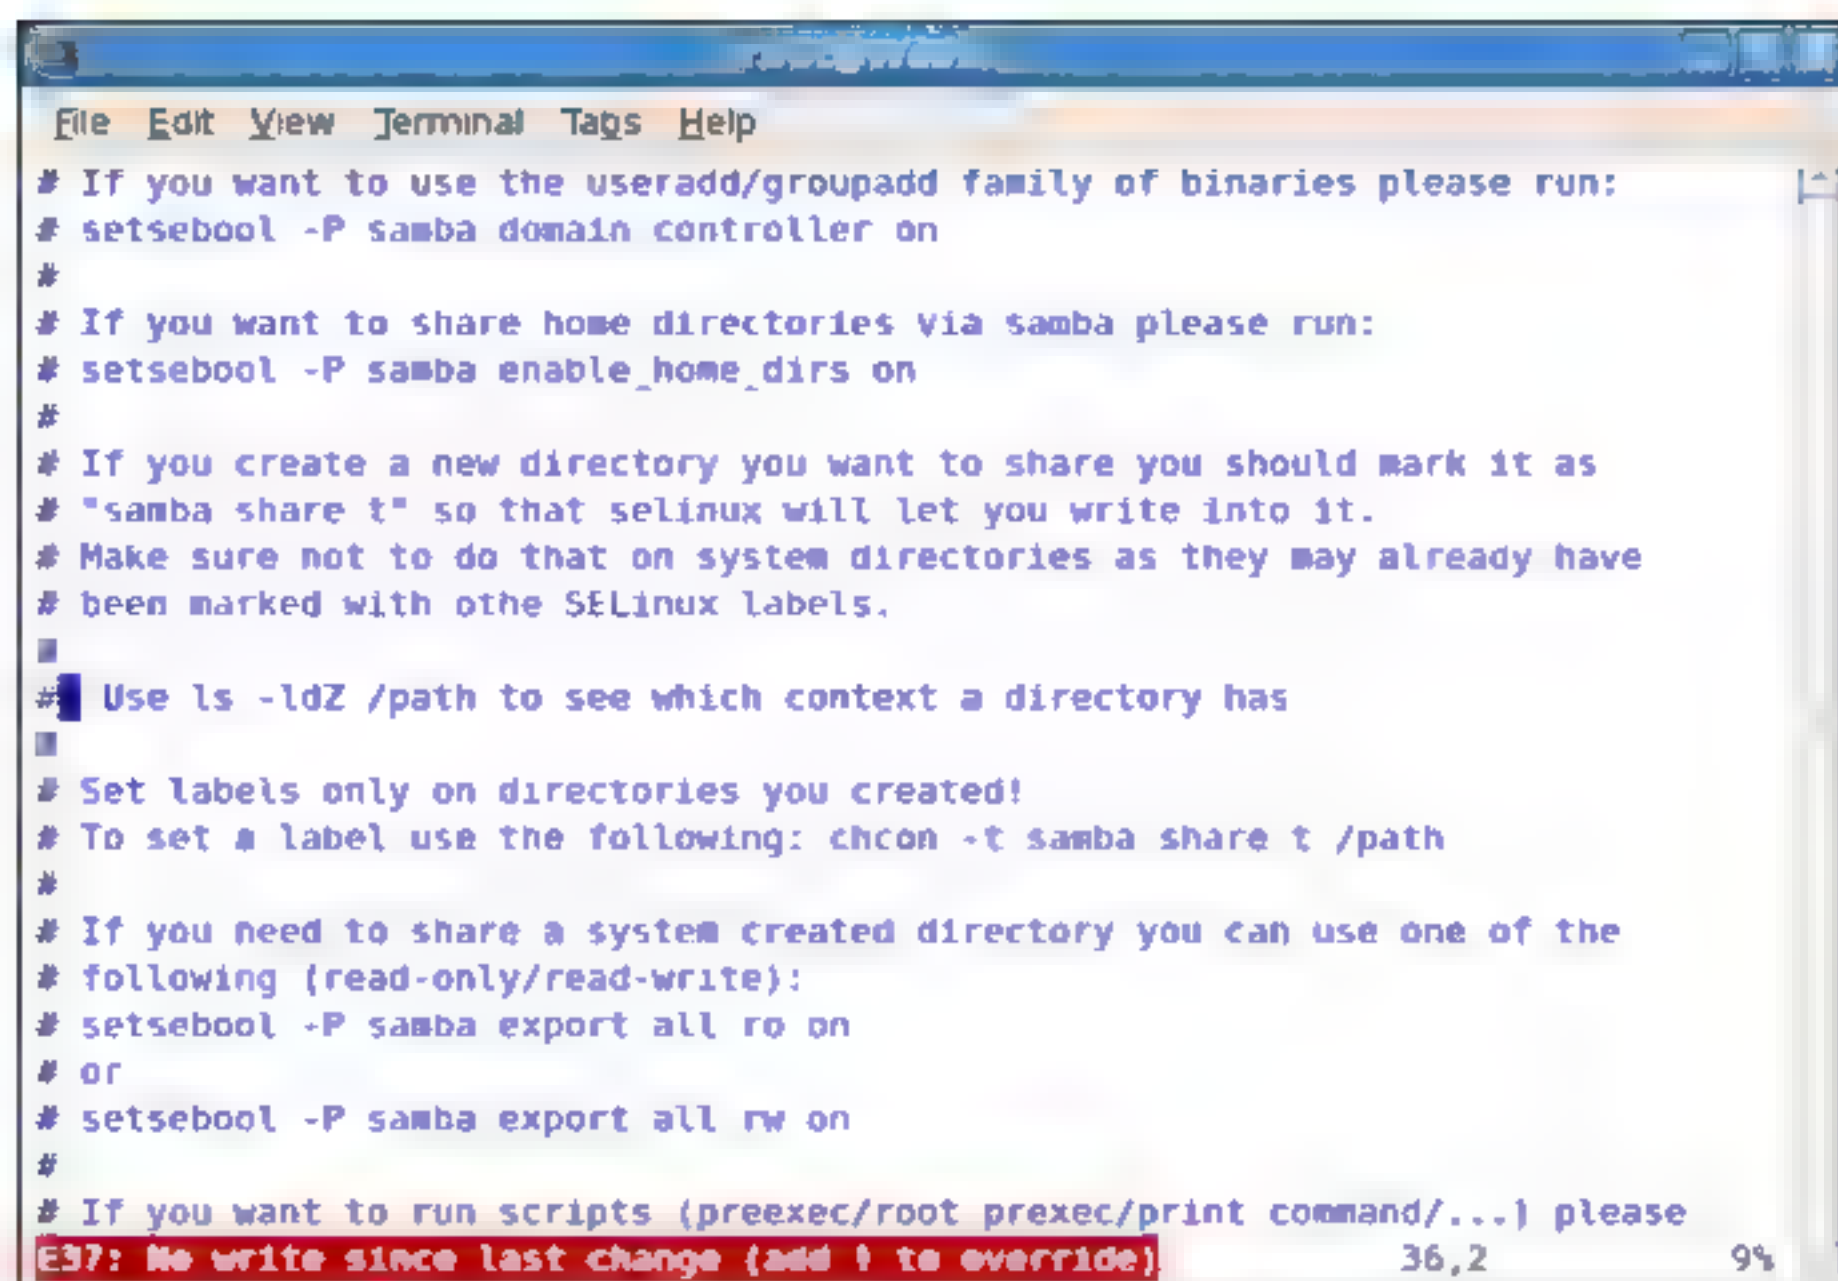 File Edit View Terminal Tags Help
# If you want to use the useradd/groupadd family of binaries please run:
# setsebool -P samba domain controller on
#
# If you want to share home directories via samba please run:
# setsebool -P samba enable_home_dirs on
#
# If you create a new directory you want to share you should mark it as
# "samba share t" so that selinux will let you write into it.
# Make sure not to do that on system directories as they may already have
# been marked with othe SELinux labels.
#
# Use ls -ldZ /path to see which context a directory has
#
# Set labels only on directories you created!
# To set a label use the following: chcon -t samba share t /path
#
# If you need to share a system created directory you can use one of the
# following (read-only/read-write):
# setsebool -P samba export all ro on
# or
# setsebool -P samba export all rw on
#
# If you want to run scripts (preexec/root prexec/print command/...) please
E37: No write since last change (add ! to override) 36,2 9%